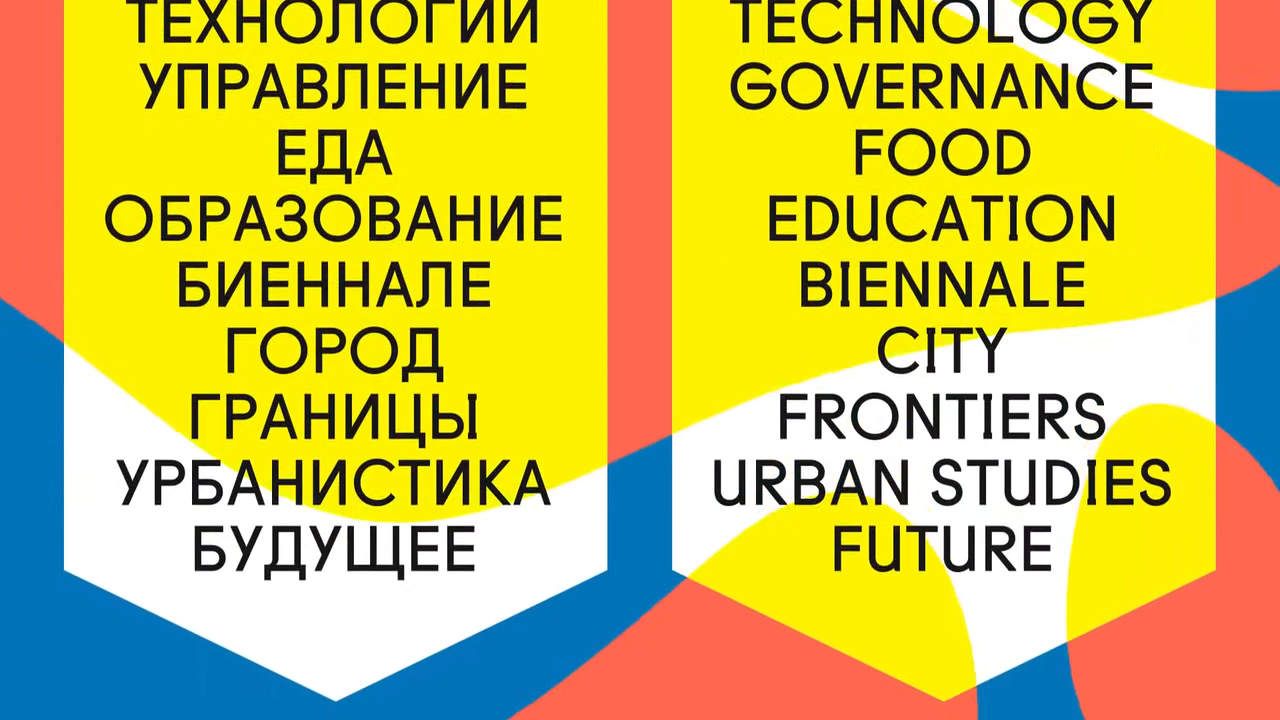 ТЕХНОЛОГИИ
УПРАВЛЕНИЕ
ЕДА
ОБРАЗОВАНИЕ
БИЕННАЛЕ
ГОРОД
ГРАНИЦЫ
УРБАНИСТИКА
БУДУЩЕЕ
TECHNOLOGY
GOVERNANCE
FOOD
EDUCATION
BIENNALE
CITY
FRONTIERS
URBAN STUDIES
FUTURE